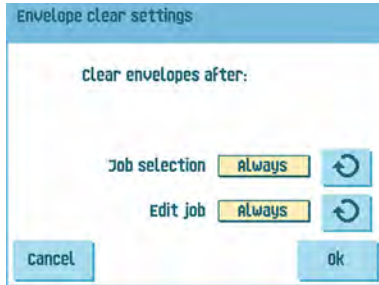 Envelope clear settings
Clear envelopes after:
Job selection Always
Edit job Always
Cancel Ok